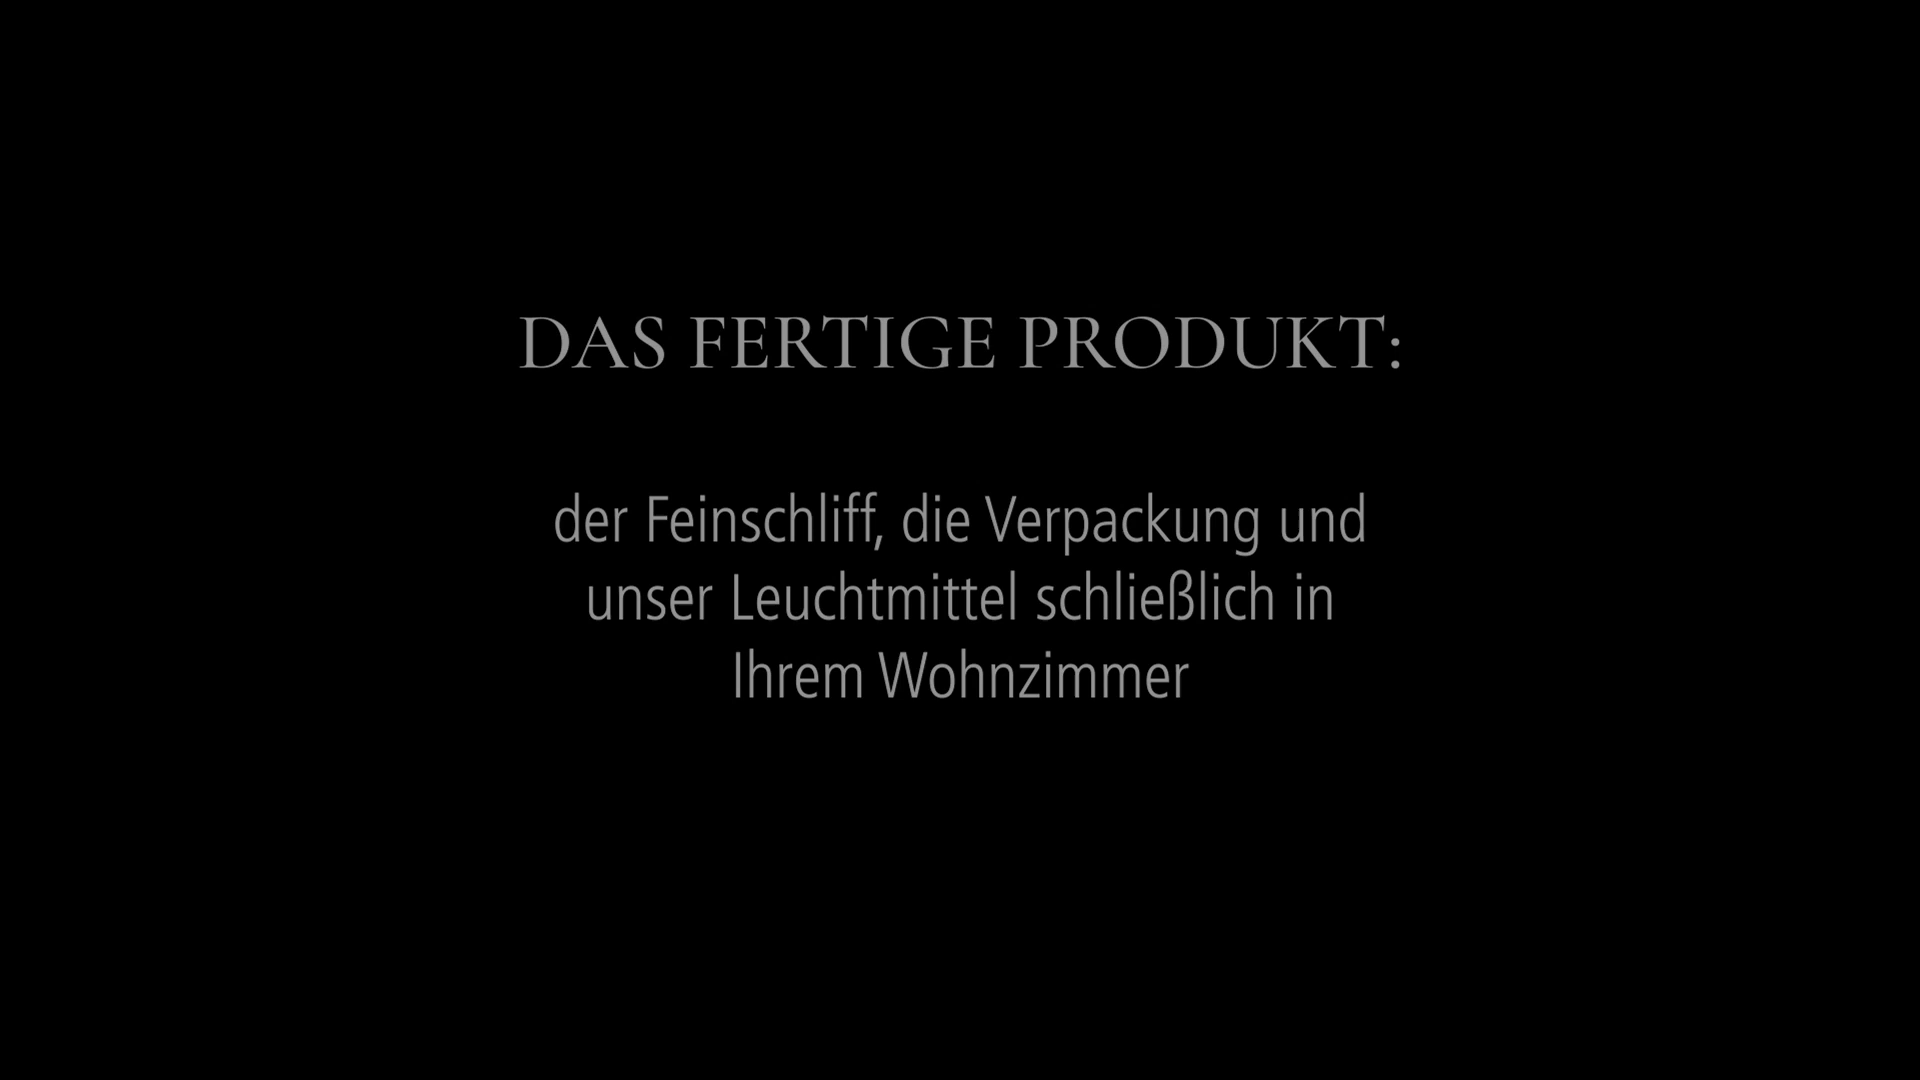 DAS FERTIGE PRODUKT:
der Feinschliff, die Verpackung und
unser Leuchtmittel schließlich in
Ihrem Wohnzimmer